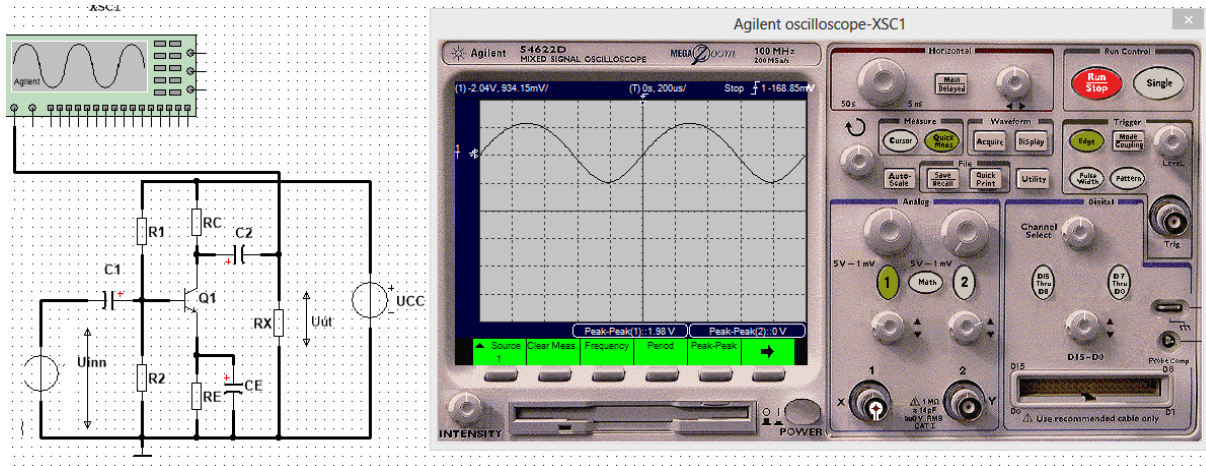 XSC1
Agilent
R1
RC
C2
C1
Q1
UCC
RX
Uút
Uinn
R2
RE
CE
Agilent oscilloscope-XSC1
Agilent 54622D
MIXED SIGNAL OSCILLOSCOPE
MEGA Zoom
100 MHz
200 MSa/s
(1) -2.04V, 934.15mV/ (T) 0s, 200us/ Stop 1 -168.85mV
1
Peak-Peak(1)::1.98 V Peak-Peak(2)::0 V
Source Clear Meas. Frequency Period Peak-Peak
1
INTENSITY
POWER
Horizontal
Main
Delayed
50 s 5 ns
Run Control
Run
Stop
Single
Measure
Cursor
Quick
Meas
Waveform
Acquire
Display
Trigger
Edge
Mode
Coupling
Level
Pulse
Width
Pattern
File
Auto-
Scale
Save
Recall
Quick
Print
Utility
Trig
Analog
5V - 1 mV 5V - 1 mV
1
Math
2
Digital
Channel
Select
D15
Thru
D8
D7
Thru
D0
D15-D0
Probe Comp
1
2
X
Y
1 MΩ
≈ 14pF
300 V RMS
CAT I
D15
D8
D0
D1
Use recommended cable only